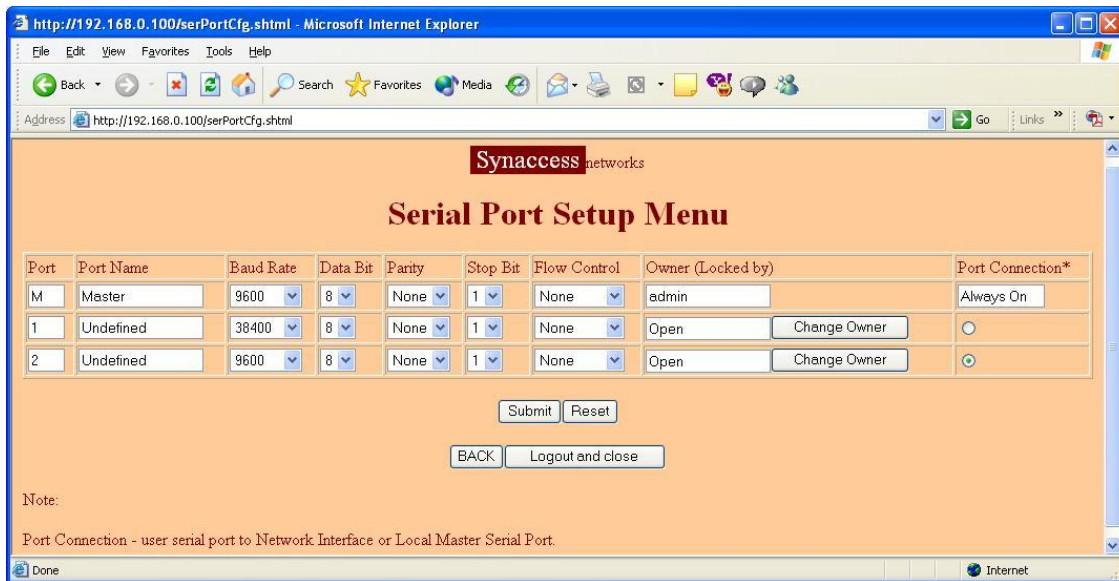 http://192.168.0.100/serPortCfg.shtml - Microsoft Internet Explorer
File Edit View Favorites Tools Help
Back Search Favorites Media
Address http://192.168.0.100/serPortCfg.shtml Go Links »
Synaccess networks
Serial Port Setup Menu
Port Port Name Baud Rate Data Bit Parity Stop Bit Flow Control Owner (Locked by) Port Connection*
M Master 9600 8 None 1 None admin Always On
1 Undefined 38400 8 None 1 None Open Change Owner
2 Undefined 9600 8 None 1 None Open Change Owner
Submit Reset
BACK Logout and close
Note:
Port Connection - user serial port to Network Interface or Local Master Serial Port.
Done Internet